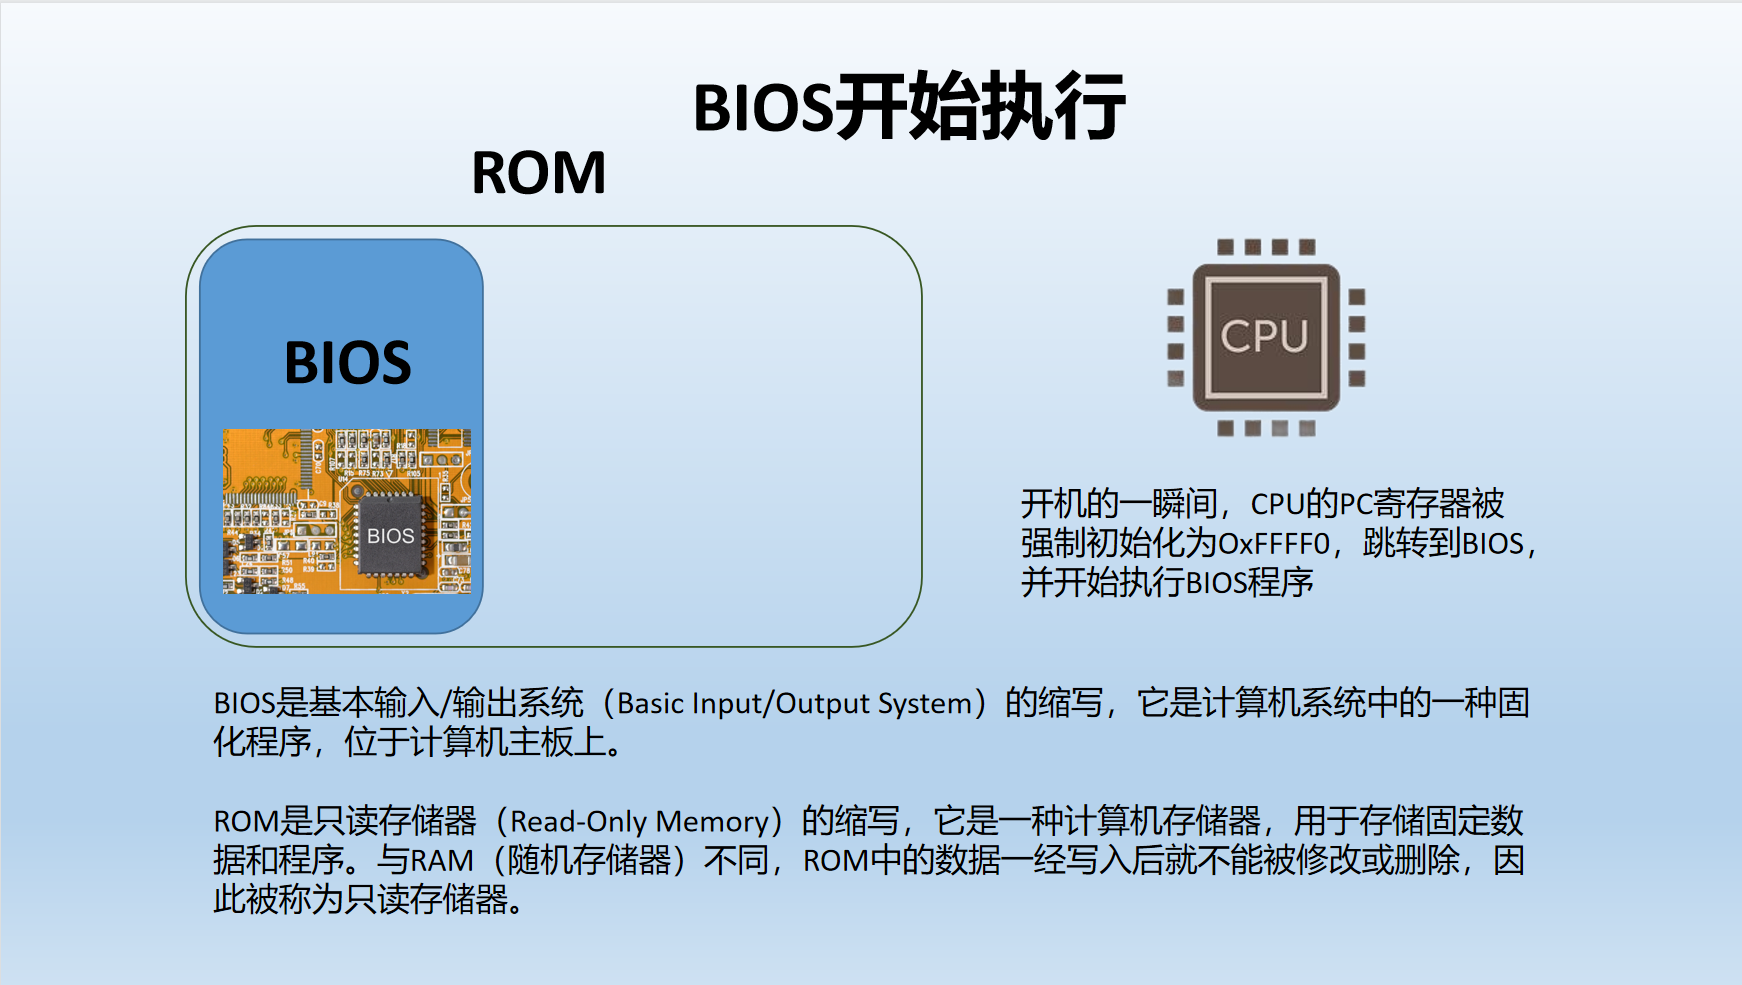 BIOS开始执行
ROM
BIOS
BIOS
CPU
开机的一瞬间，CPU的PC寄存器被
强制初始化为0xFFFF0，跳转到BIOS，
并开始执行BIOS程序
BIOS是基本输入/输出系统（Basic Input/Output System）的缩写，它是计算机系统中的一种固
化程序，位于计算机主板上。
ROM是只读存储器（Read-Only Memory）的缩写，它是一种计算机存储器，用于存储固定数
据和程序。与RAM（随机存储器）不同，ROM中的数据一经写入后就不能被修改或删除，因
此被称为只读存储器。